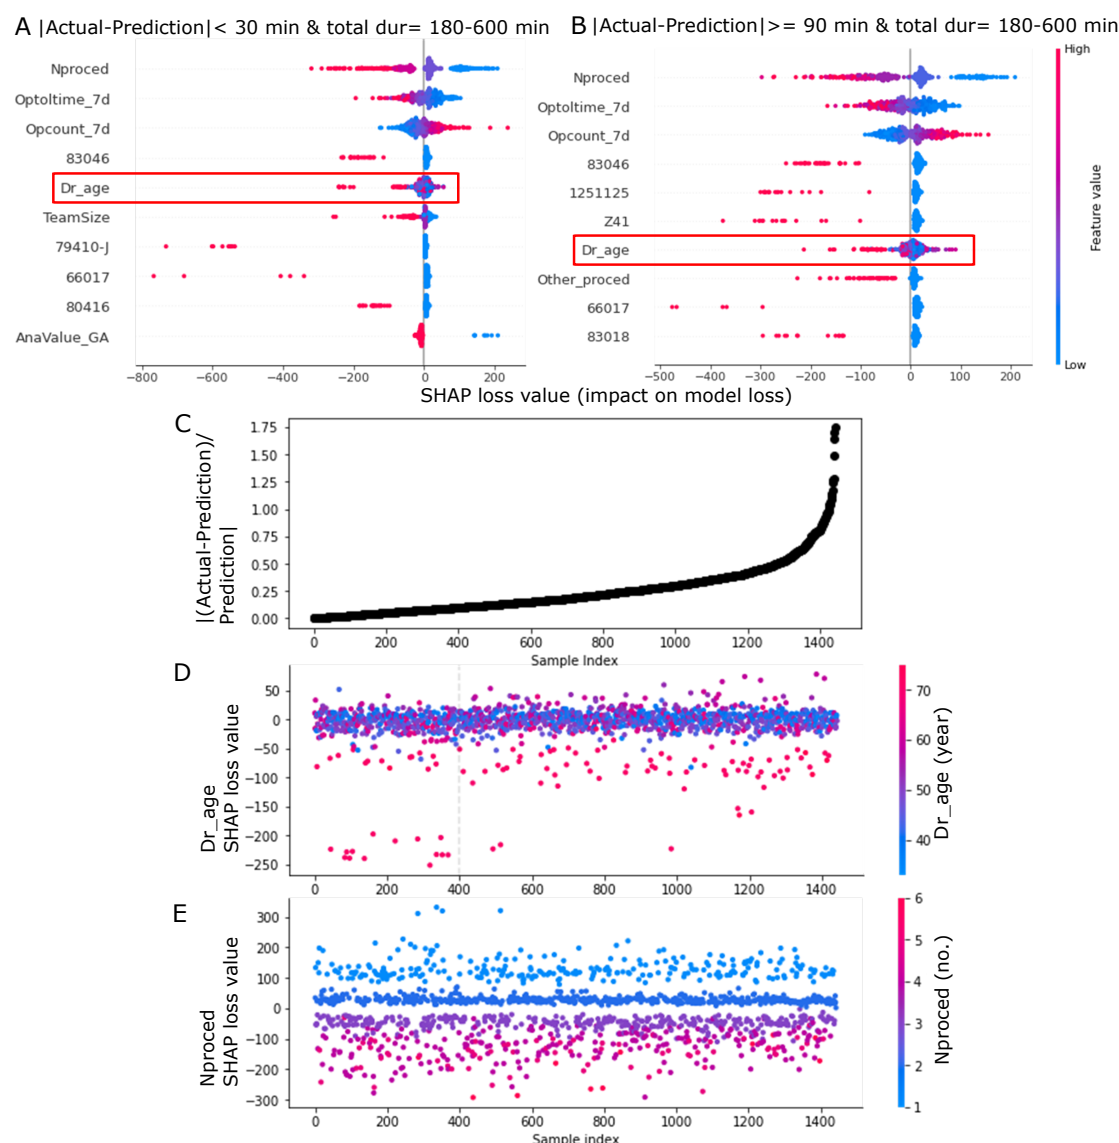 A |Actual-Prediction|< 30 min & total dur= 180-600 min
B |Actual-Prediction|>= 90 min & total dur= 180-600 min
Nproced
Optoltime_7d
Opcount_7d
83046
Dr_age
TeamSize
79410-J
66017
80416
AnaValue_GA
−800 −600 −400 −200 0 200
Nproced
Optoltime_7d
Opcount_7d
83046
1251125
Z41
Dr_age
Other_proced
66017
83018
−500 −400 −300 −200 −100 0 100 200
High
Feature value
Low
SHAP loss value (impact on model loss)
C
|(Actual-Prediction)/
Prediction|
1.75
1.50
1.25
1.00
0.75
0.50
0.25
0.00
0 200 400 600 800 1000 1200 1400
Sample Index
D
Dr_age
SHAP loss value
50
0
−50
−100
−150
−200
−250
0 200 400 600 800 1000 1200 1400
70
60
50
40
Dr_age (year)
E
Nproced
SHAP loss value
300
200
100
0
−100
−200
−300
0 200 400 600 800 1000 1200 1400
Sample index
6
5
4
3
2
1
Nproced (no.)